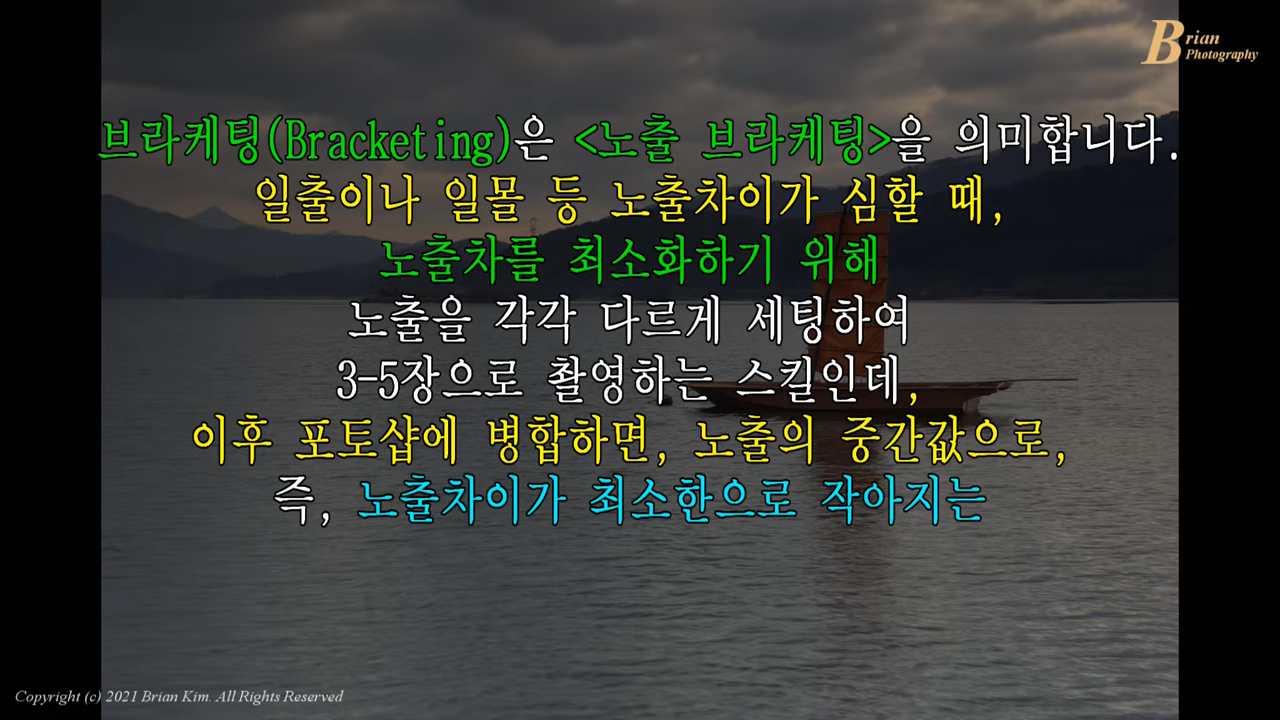 Brian
Photography
브라케팅(Bracketing)은 <노출 브라케팅>을 의미합니다.
일출이나 일몰 등 노출차이가 심할 때,
노출차를 최소화하기 위해
노출을 각각 다르게 세팅하여
3-5장으로 촬영하는 스킬인데,
이후 포토샵에 병합하면, 노출의 중간값으로,
즉, 노출차이가 최소한으로 작아지는
Copyright (c) 2021 Brian Kim. All Rights Reserved